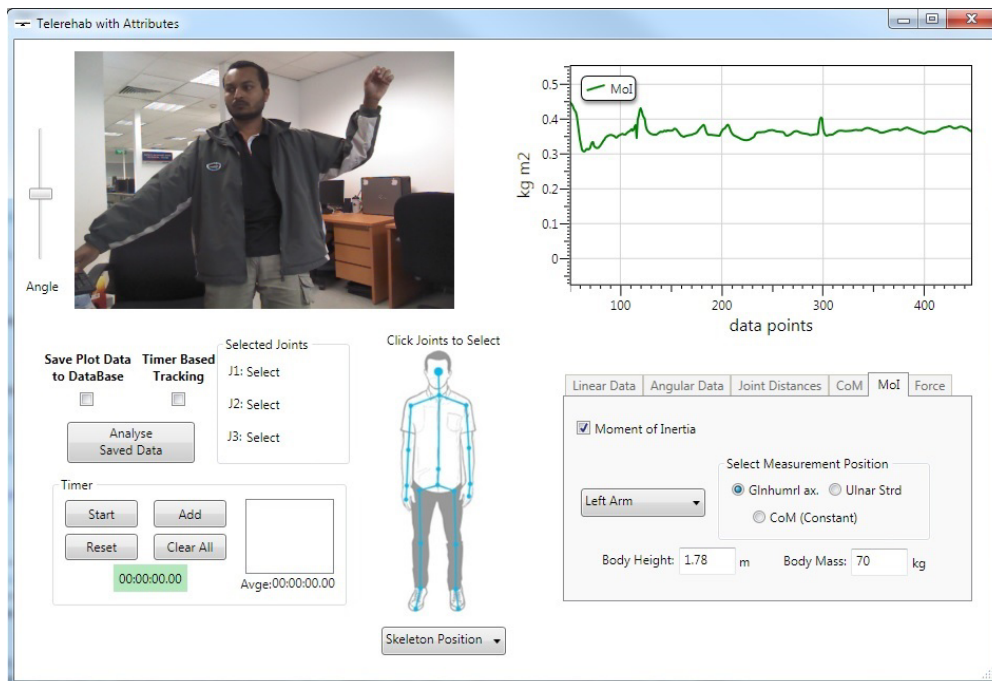 Telerehab with Attributes
Angle
MoI
kg m2
0.5
0.4
0.3
0.2
0.1
0
100
200
300
400
data points
Save Plot Data to DataBase
Timer Based Tracking
Analyse Saved Data
Selected Joints
J1: Select
J2: Select
J3: Select
Click Joints to Select
Timer
Start
Add
Reset
Clear All
00:00:00.00
Avge:00:00:00.00
Skeleton Position
Linear Data
Angular Data
Joint Distances
CoM
MoI
Force
Moment of Inertia
Left Arm
Select Measurement Position
Glnhumrl ax.
Ulnar Strd
CoM (Constant)
Body Height: 1.78 m
Body Mass: 70 kg